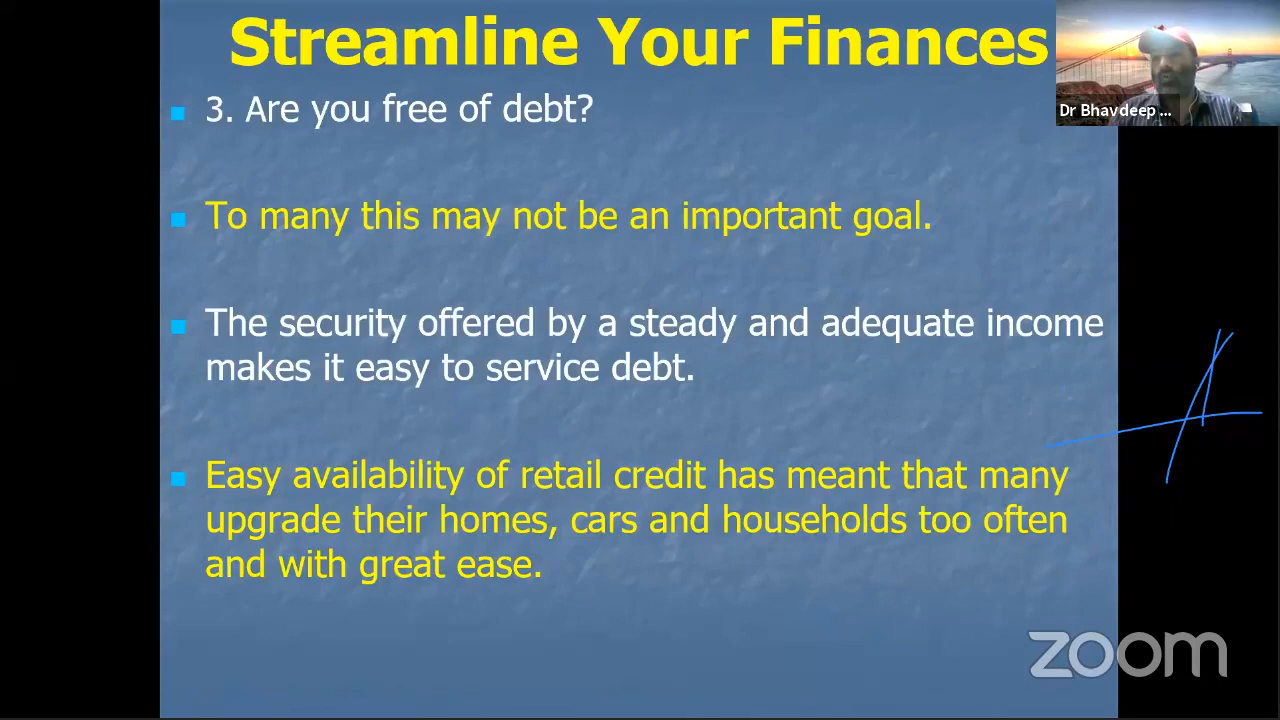 Streamline Your Finances
3. Are you free of debt?
To many this may not be an important goal.
The security offered by a steady and adequate income
makes it easy to service debt.
Easy availability of retail credit has meant that many
upgrade their homes, cars and households too often
and with great ease.
Dr Bhavdeep ...
zoom